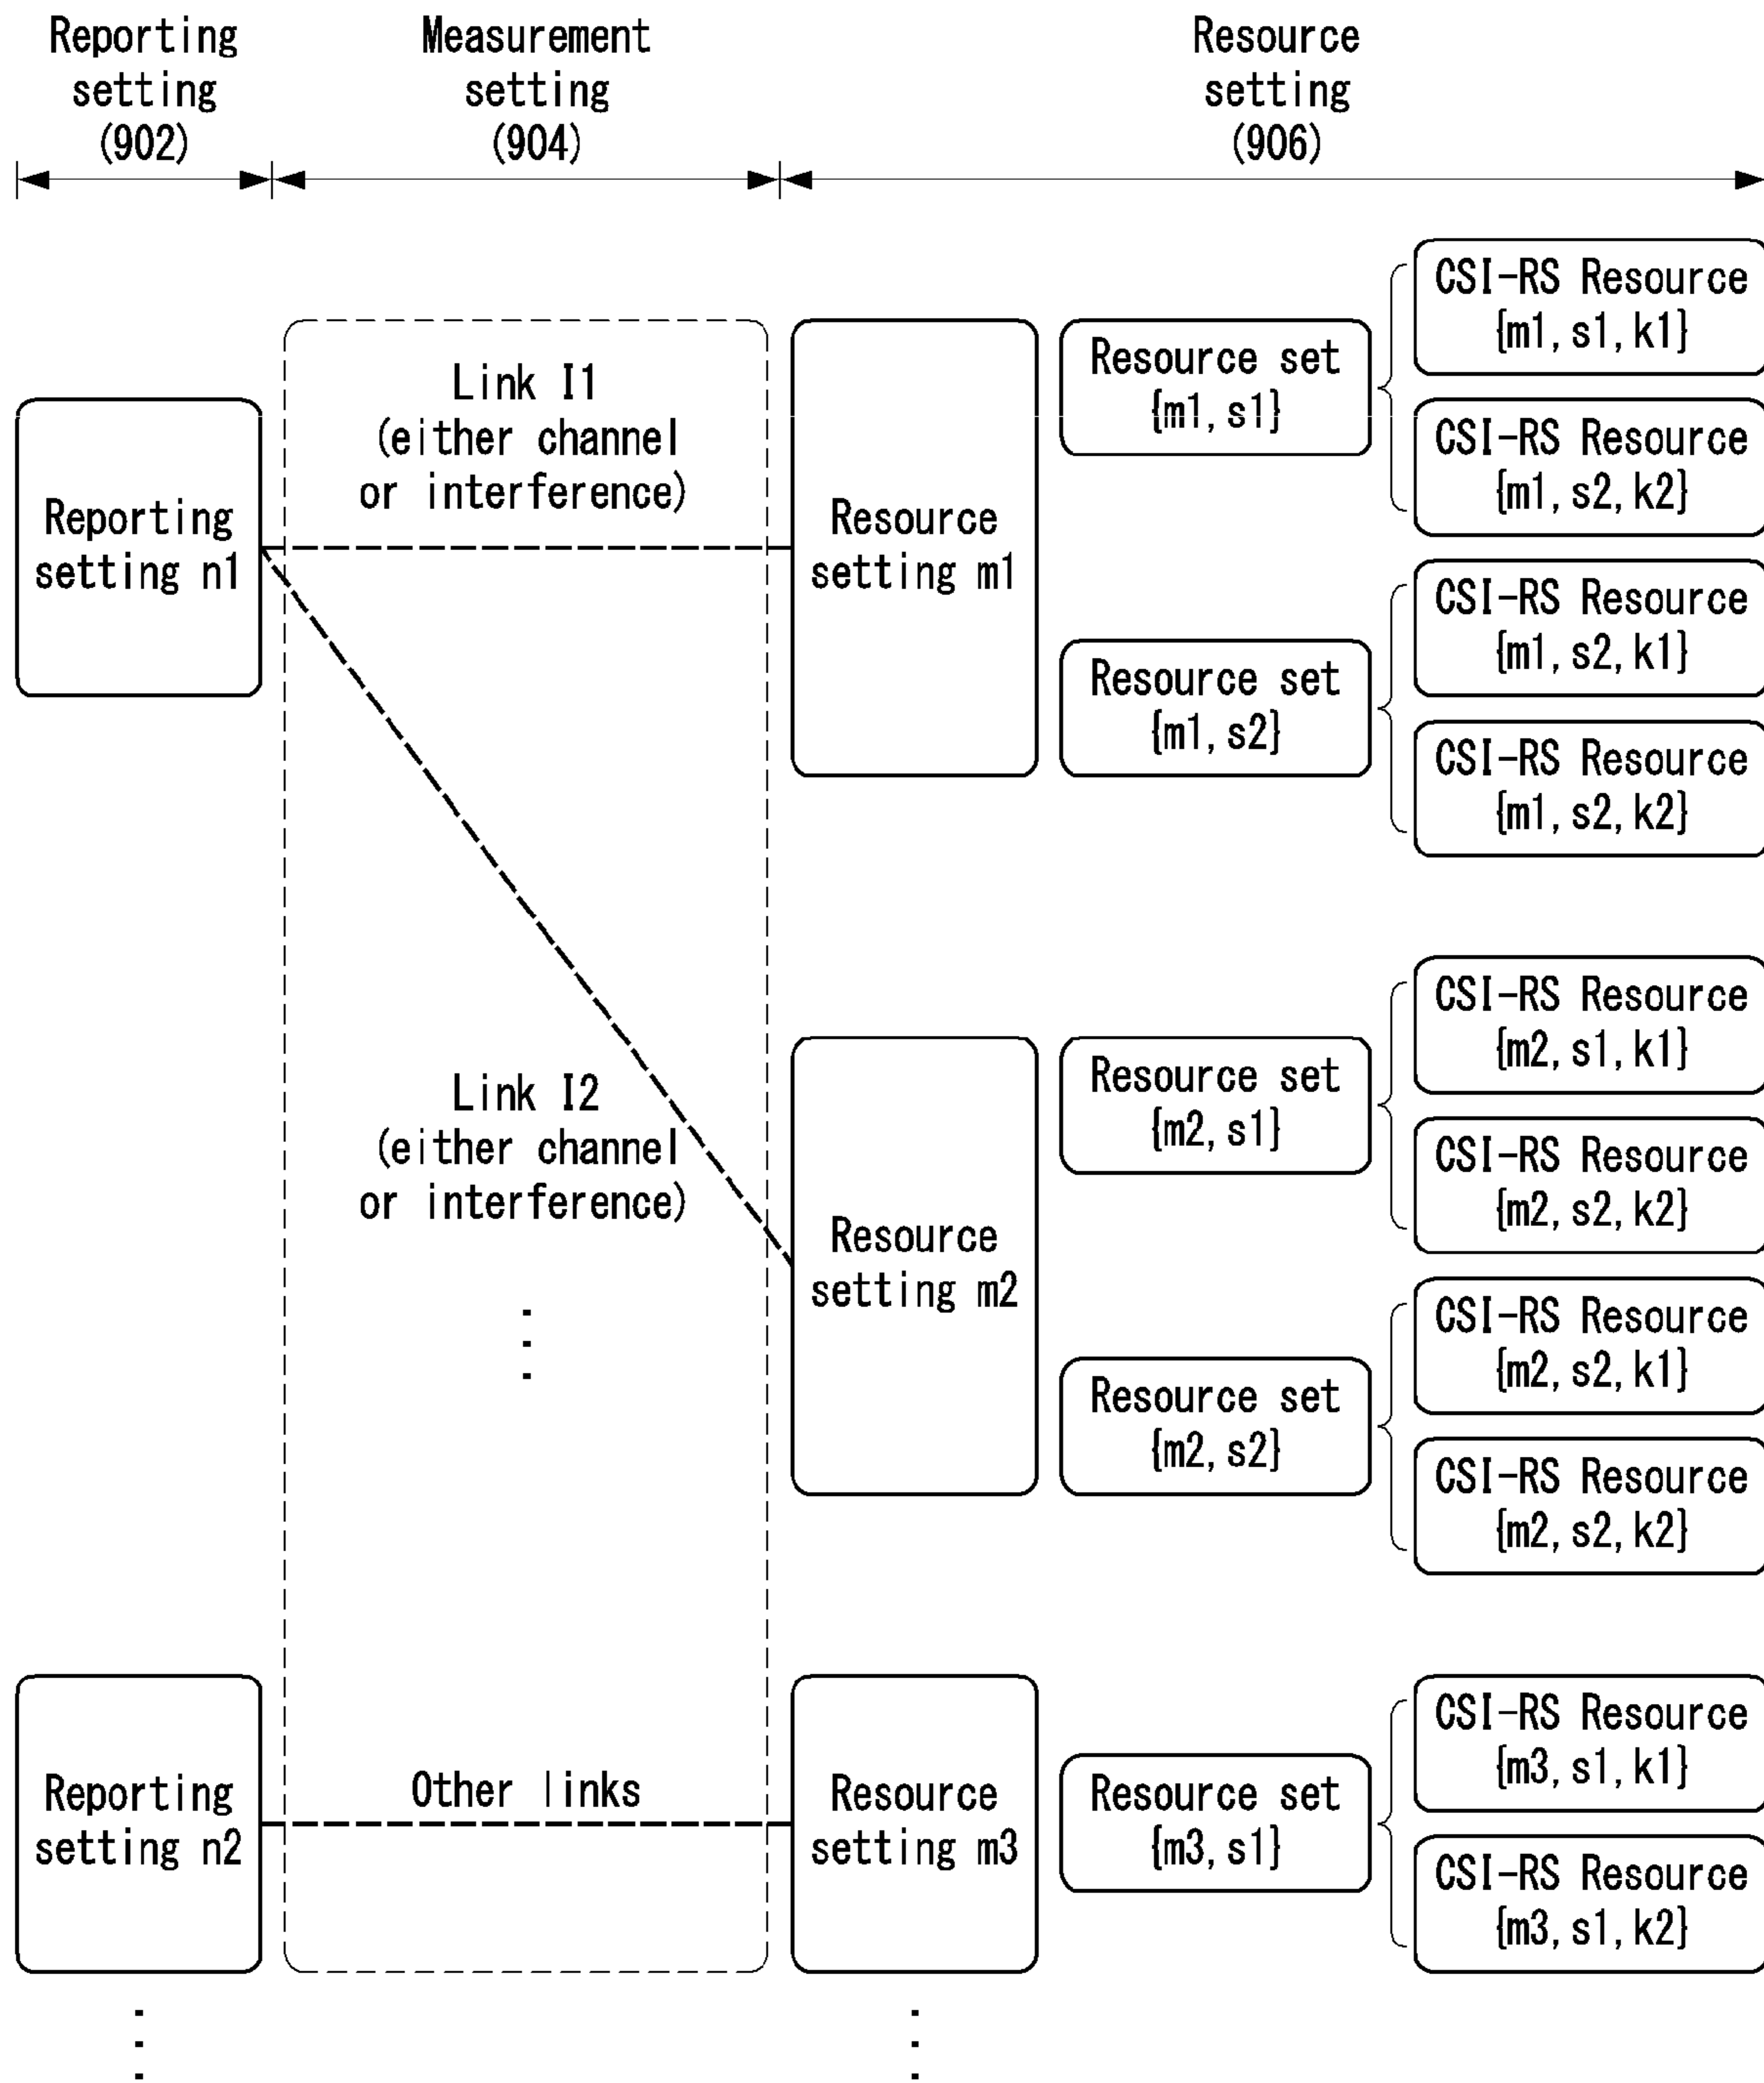 Reporting
setting
(902)
Measurement
setting
(904)
Resource
setting
(906)
Reporting
setting n1
Link I1
(either channel
or interference)
Resource
setting m1
Resource set
{m1, s1}
CSI-RS Resource
{m1, s1, k1}
CSI-RS Resource
{m1, s2, k2}
Resource set
{m1, s2}
CSI-RS Resource
{m1, s2, k1}
CSI-RS Resource
{m1, s2, k2}
Link I2
(either channel
or interference)
Resource
setting m2
Resource set
{m2, s1}
CSI-RS Resource
{m2, s1, k1}
CSI-RS Resource
{m2, s2, k2}
Resource set
{m2, s2}
CSI-RS Resource
{m2, s2, k1}
CSI-RS Resource
{m2, s2, k2}
Reporting
setting n2
Other links
Resource
setting m3
Resource set
{m3, s1}
CSI-RS Resource
{m3, s1, k1}
CSI-RS Resource
{m3, s1, k2}